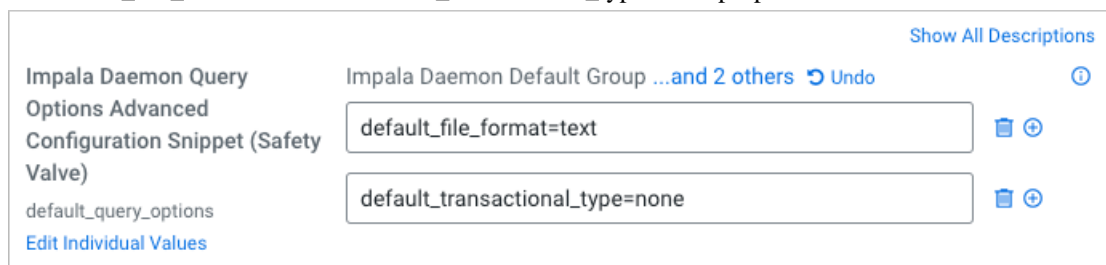 Show All Descriptions
Impala Daemon Query
Options Advanced
Configuration Snippet (Safety
Valve)
default_query_options
Edit Individual Values
Impala Daemon Default Group ...and 2 others Undo
default_file_format=text
default_transactional_type=none